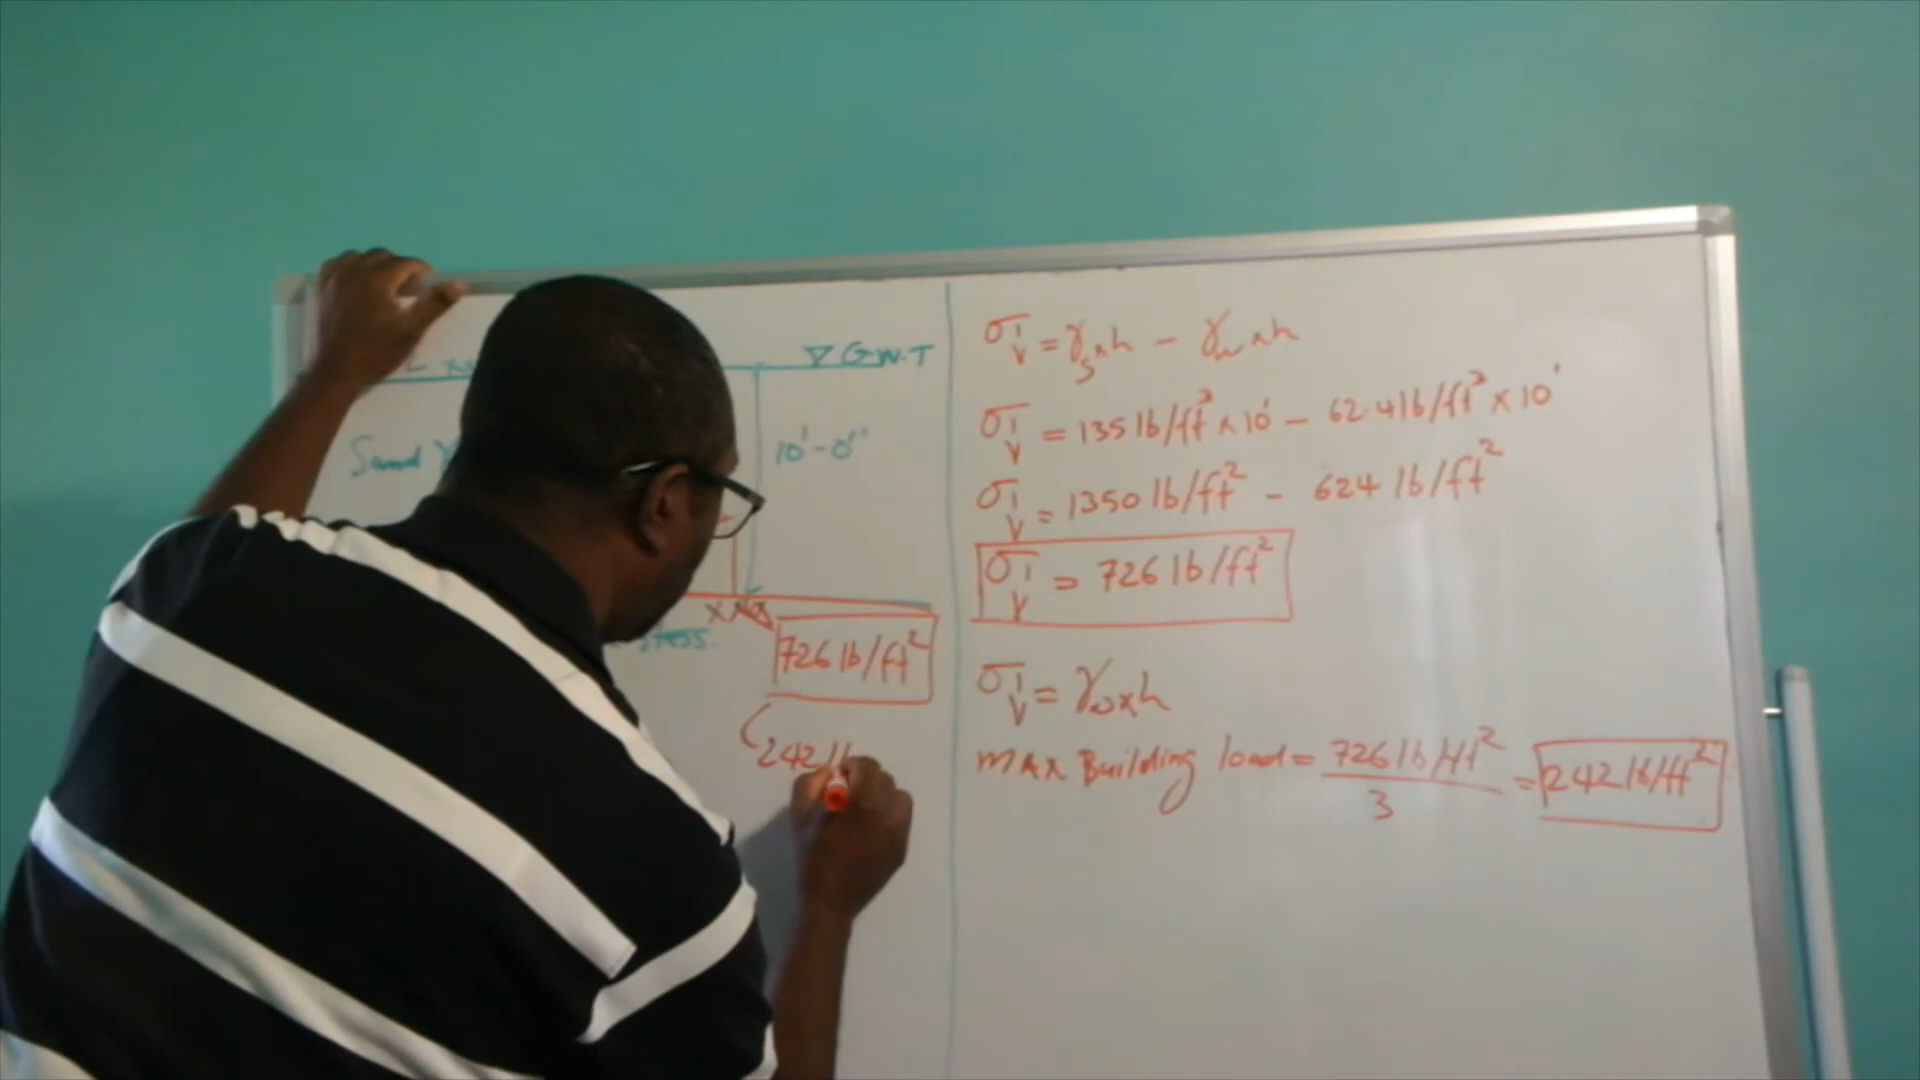 ∇ G.W.T
Sand
10'-0"
stess.
726 lb/ft²
242 lb
σ'v = γs×h - γw×h
σ'v = 135 lb/ft³ × 10' - 62.4 lb/ft³ × 10'
σ'v = 1350 lb/ft² - 624 lb/ft²
σ'v = 726 lb/ft²
σ'v = γw×h
MAX Building load = 726 lb/ft² / 3 = 242 lb/ft²